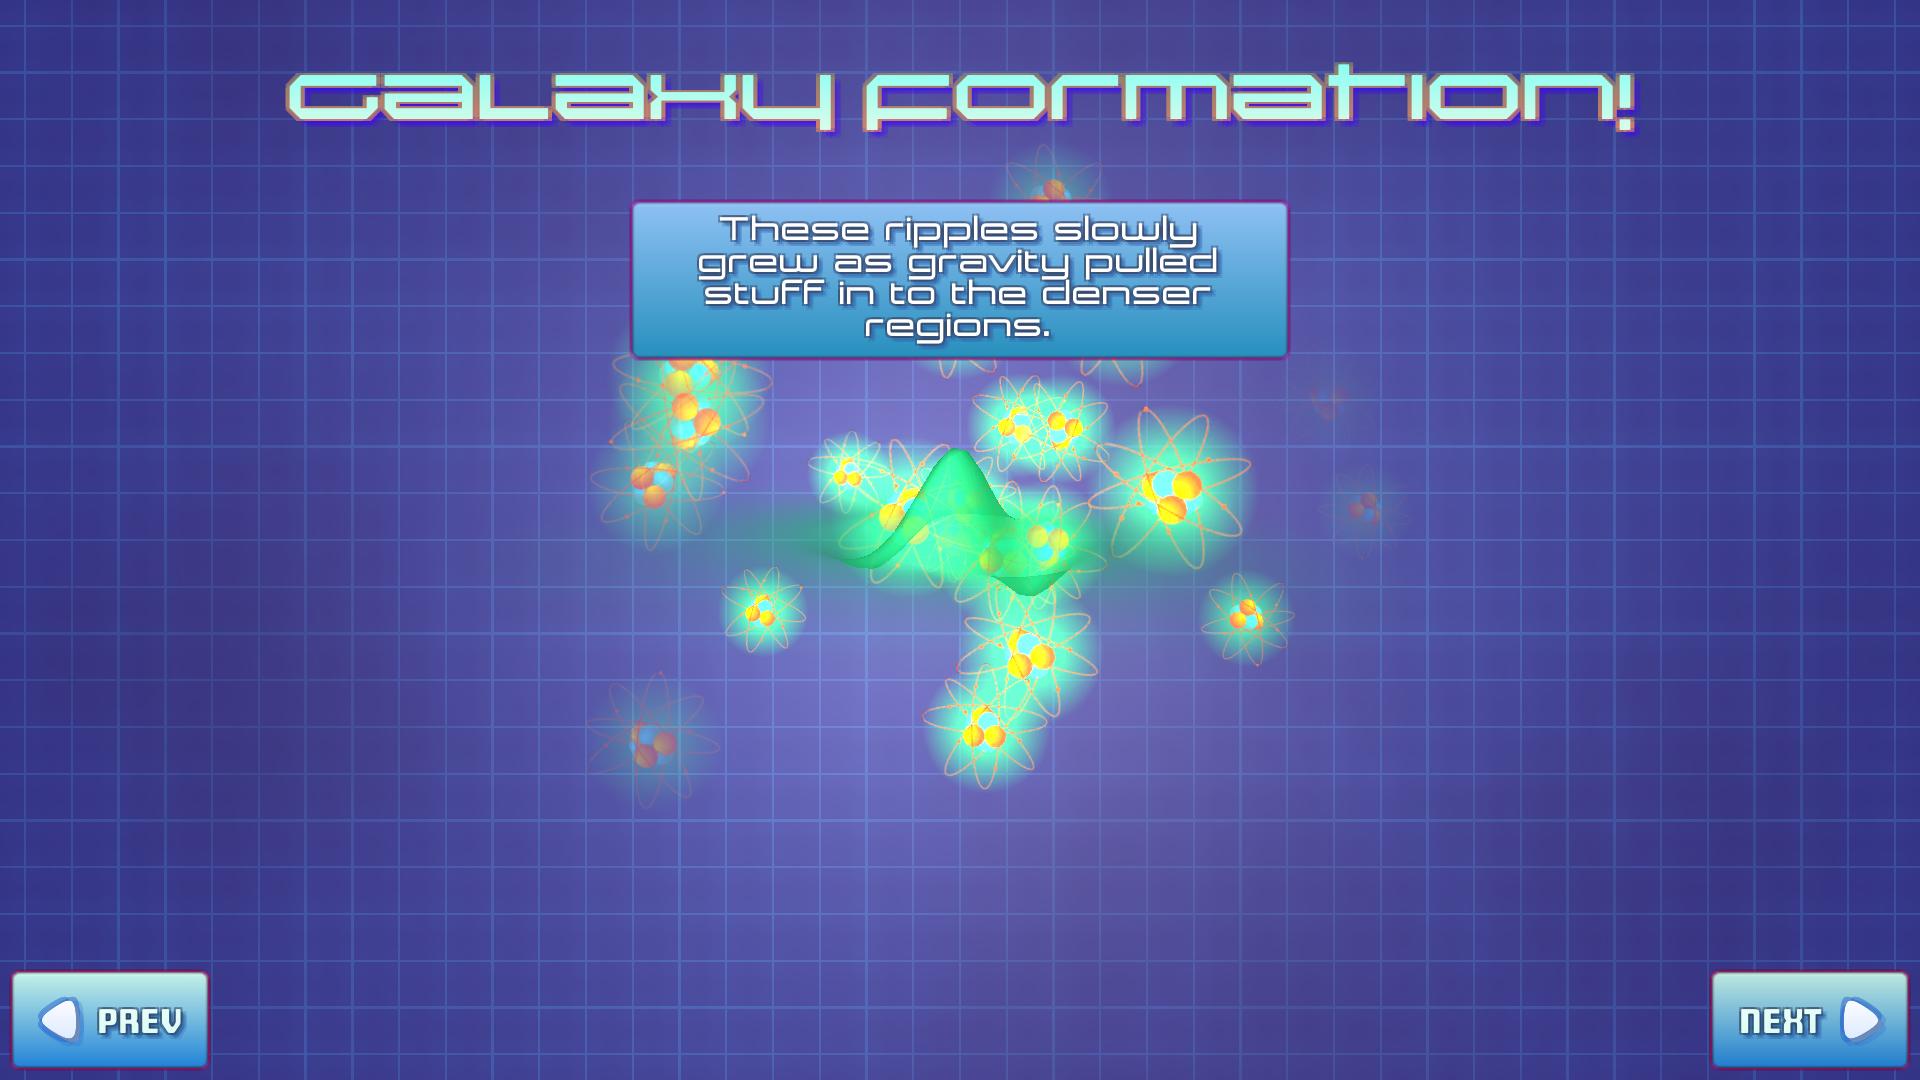 Galaxy Formation!
These ripples slowly
grew as gravity pulled
stuff in to the denser
regions.
PREV
NEXT